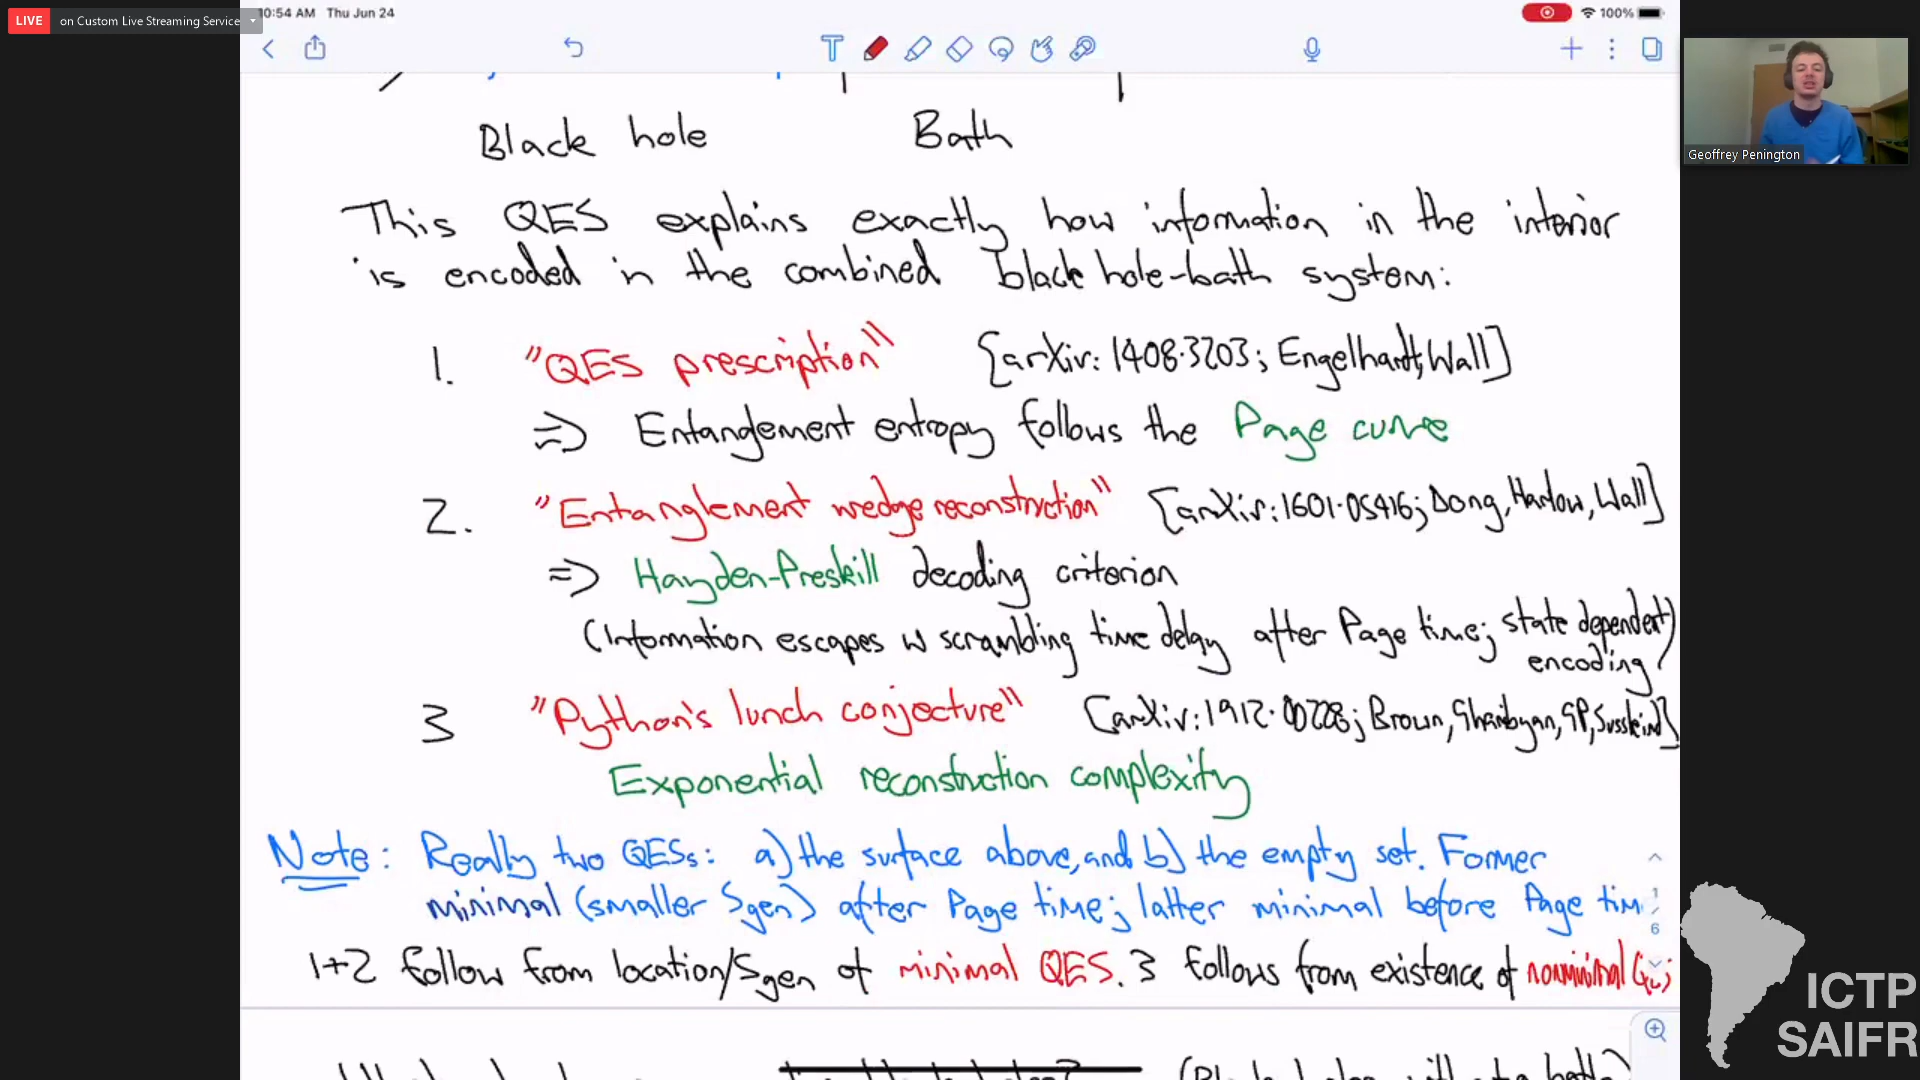 LIVE on Custom Live Streaming Service
10:54 AM Thu Jun 24
100%
Geoffrey Penington
Black hole Bath
This QES explains exactly how information in the interior
is encoded in the combined black hole-bath system:
1. "QES prescription" [arXiv: 1408.3203; Engelhardt, Wall]
=> Entanglement entropy follows the Page curve
2. "Entanglement wedge reconstruction" [arXiv: 1601.05416; Dong, Harlow, Wall]
=> Hayden-Preskill decoding criterion
(Information escapes w scrambling time delay after Page time; state dependent
encoding)
3 "Python's lunch conjecture" [arXiv: 1912.00228; Brown, Gharibyan, GP, Susskind]
Exponential reconstruction complexity
Note: Really two QESs: a) the surface above, and b) the empty set. Former
minimal (smaller Sgen) after Page time; latter minimal before Page tim
1+2 follow from location/Sgen of minimal QES. 3 follows from existence of nonminimal
1
/
6
ICTP
SAIFR